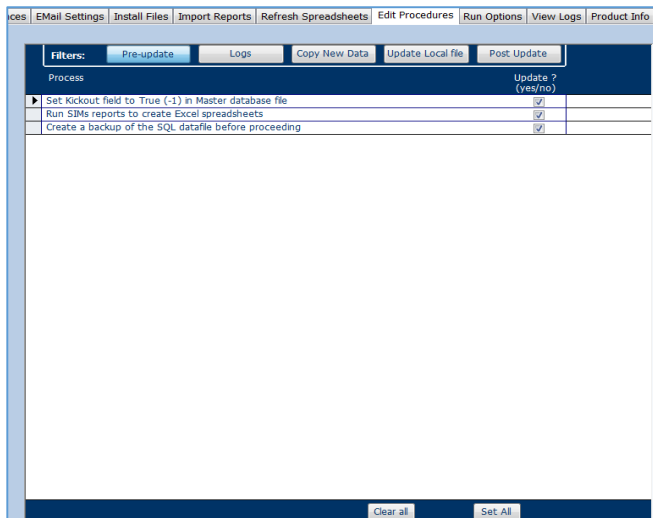 EMail Settings Install Files Import Reports Refresh Spreadsheets Edit Procedures Run Options View Logs Product Info
Filters: Pre-update Logs Copy New Data Update Local file Post Update
Process Update ?
(yes/no)
Set Kickout field to True (-1) in Master database file
Run SIMs reports to create Excel spreadsheets
Create a backup of the SQL datafile before proceeding
Clear all Set All